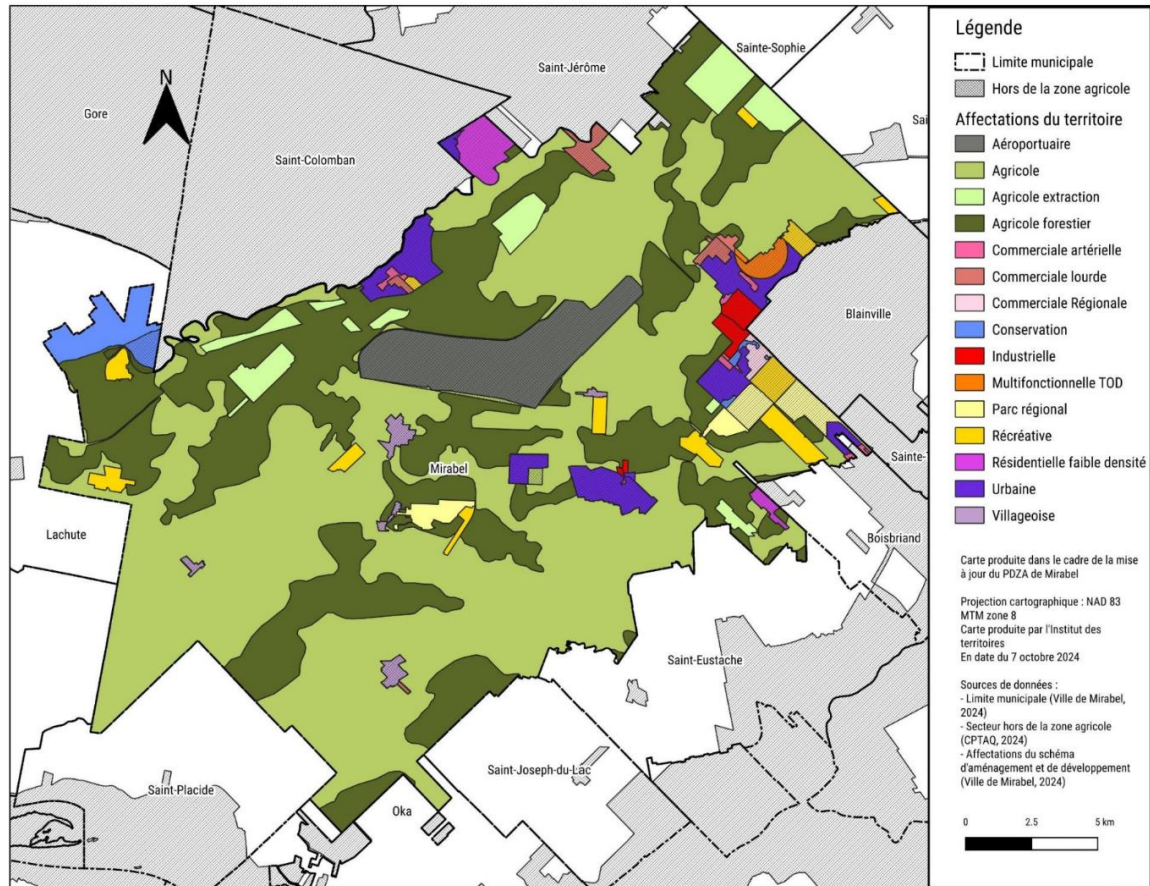 Sainte-Sophie
Saint-Jérôme
N
Gore
Saint-Colomban
Blainville
Mirabel
Lachute
Boisbriand
Saint-Eustache
Saint-Joseph-du-Lac
Saint-Placide
Oka
Légende
Limite municipale
Hors de la zone agricole
Affectations du territoire
Aéroportuaire
Agricole
Agricole extraction
Agricole forestier
Commerciale artérielle
Commerciale lourde
Commerciale Régionale
Conservation
Industrielle
Multifonctionnelle TOD
Parc régional
Récréative
Résidentielle faible densité
Urbaine
Villageoise
Carte produite dans le cadre de la mise
à jour du PDZA de Mirabel
Projection cartographique : NAD 83
MTM zone 8
Carte produite par l'Institut des
territoires
En date du 7 octobre 2024
Sources de données :
- Limite municipale (Ville de Mirabel,
2024)
- Secteur hors de la zone agricole
(CPTAQ, 2024)
- Affectations du schéma
d'aménagement et de développement
(Ville de Mirabel, 2024)
0 2.5 5 km